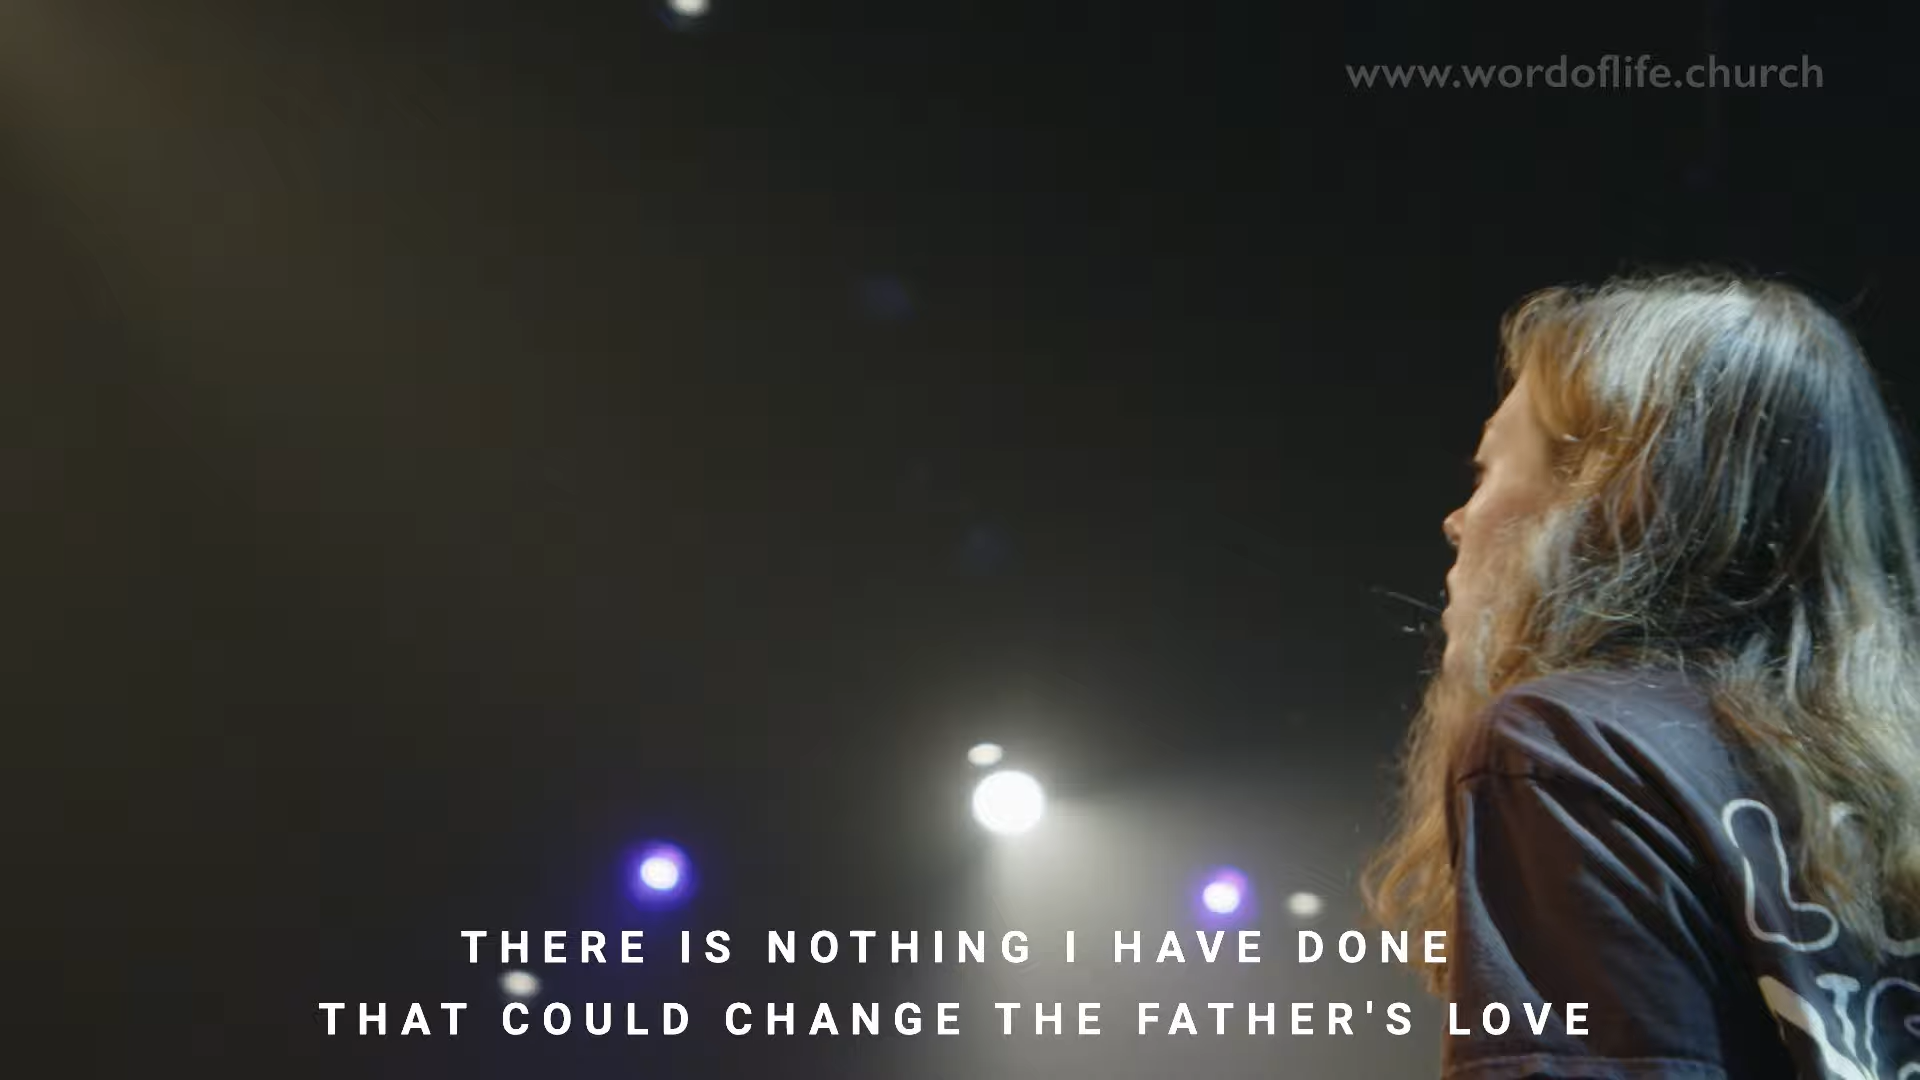 www.wordoflife.church
THERE IS NOTHING I HAVE DONE
THAT COULD CHANGE THE FATHER'S LOVE